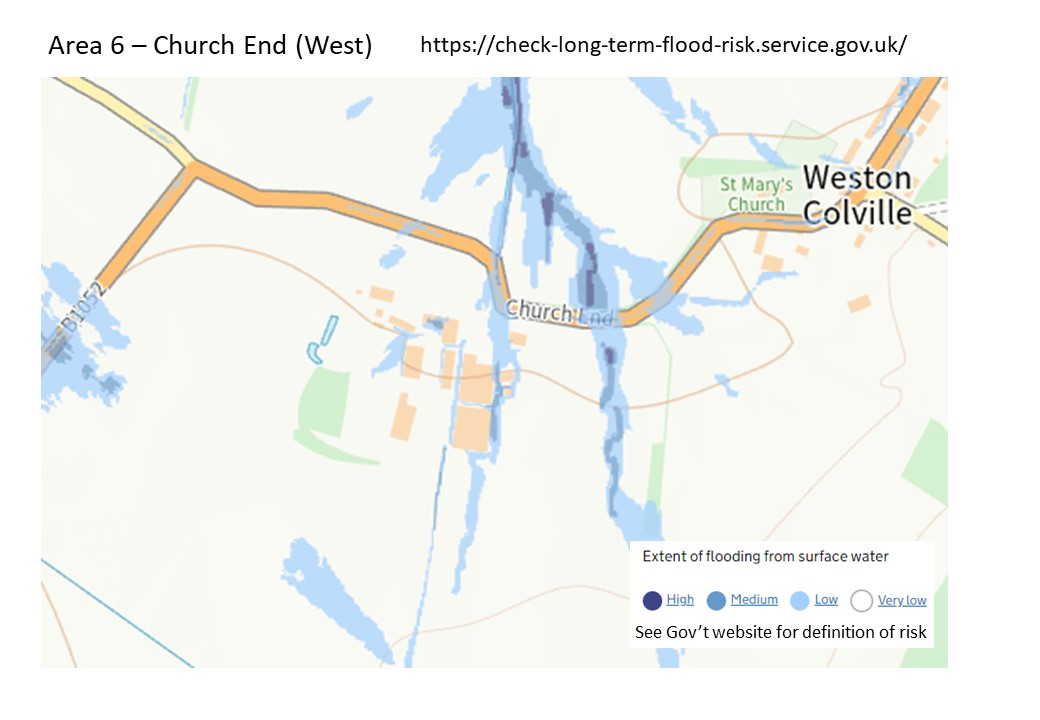 Area 6 – Church End (West)
https://check-long-term-flood-risk.service.gov.uk/
St Mary's
Church
Weston
Colville
B1052
Church End
Extent of flooding from surface water
High Medium Low Very low
See Gov't website for definition of risk